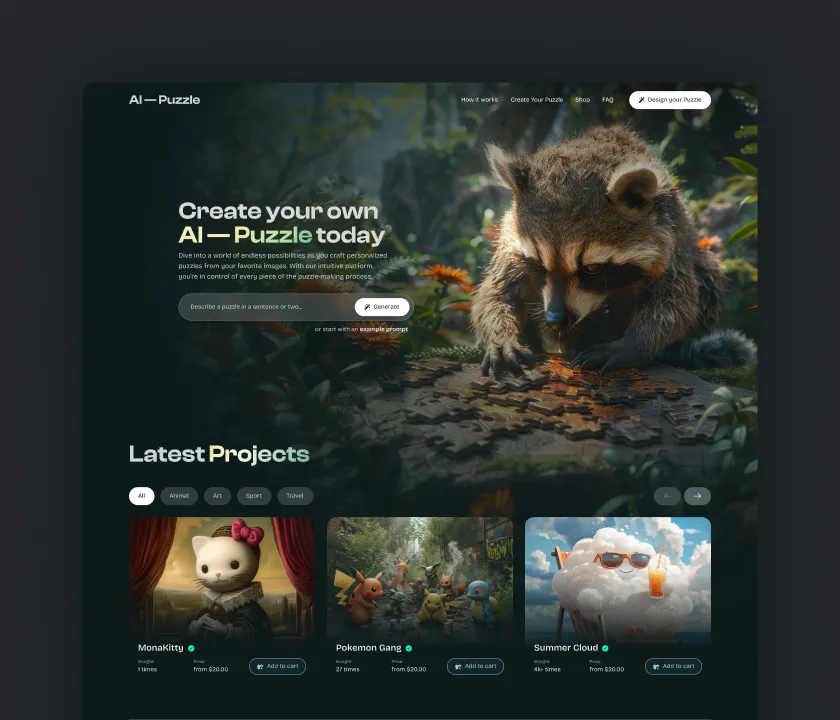 AI — Puzzle
How it works
Create Your Puzzle
Shop
FAQ
Design your Puzzle
Create your own
AI — Puzzle today
Dive into a world of endless possibilities as you craft personalized
puzzles from your favorite images. With our intuitive platform,
you're in control of every piece of the puzzle-making process.
Describe a puzzle in a sentence or two...
Generate
or start with an example prompt
Latest Projects
All
Animal
Art
Sport
Travel
MonaKitty
Bought
Price
1 times
from $20.00
Add to cart
Pokemon Gang
Bought
Price
27 times
from $20.00
Add to cart
Summer Cloud
Bought
Price
4k+ times
from $20.00
Add to cart